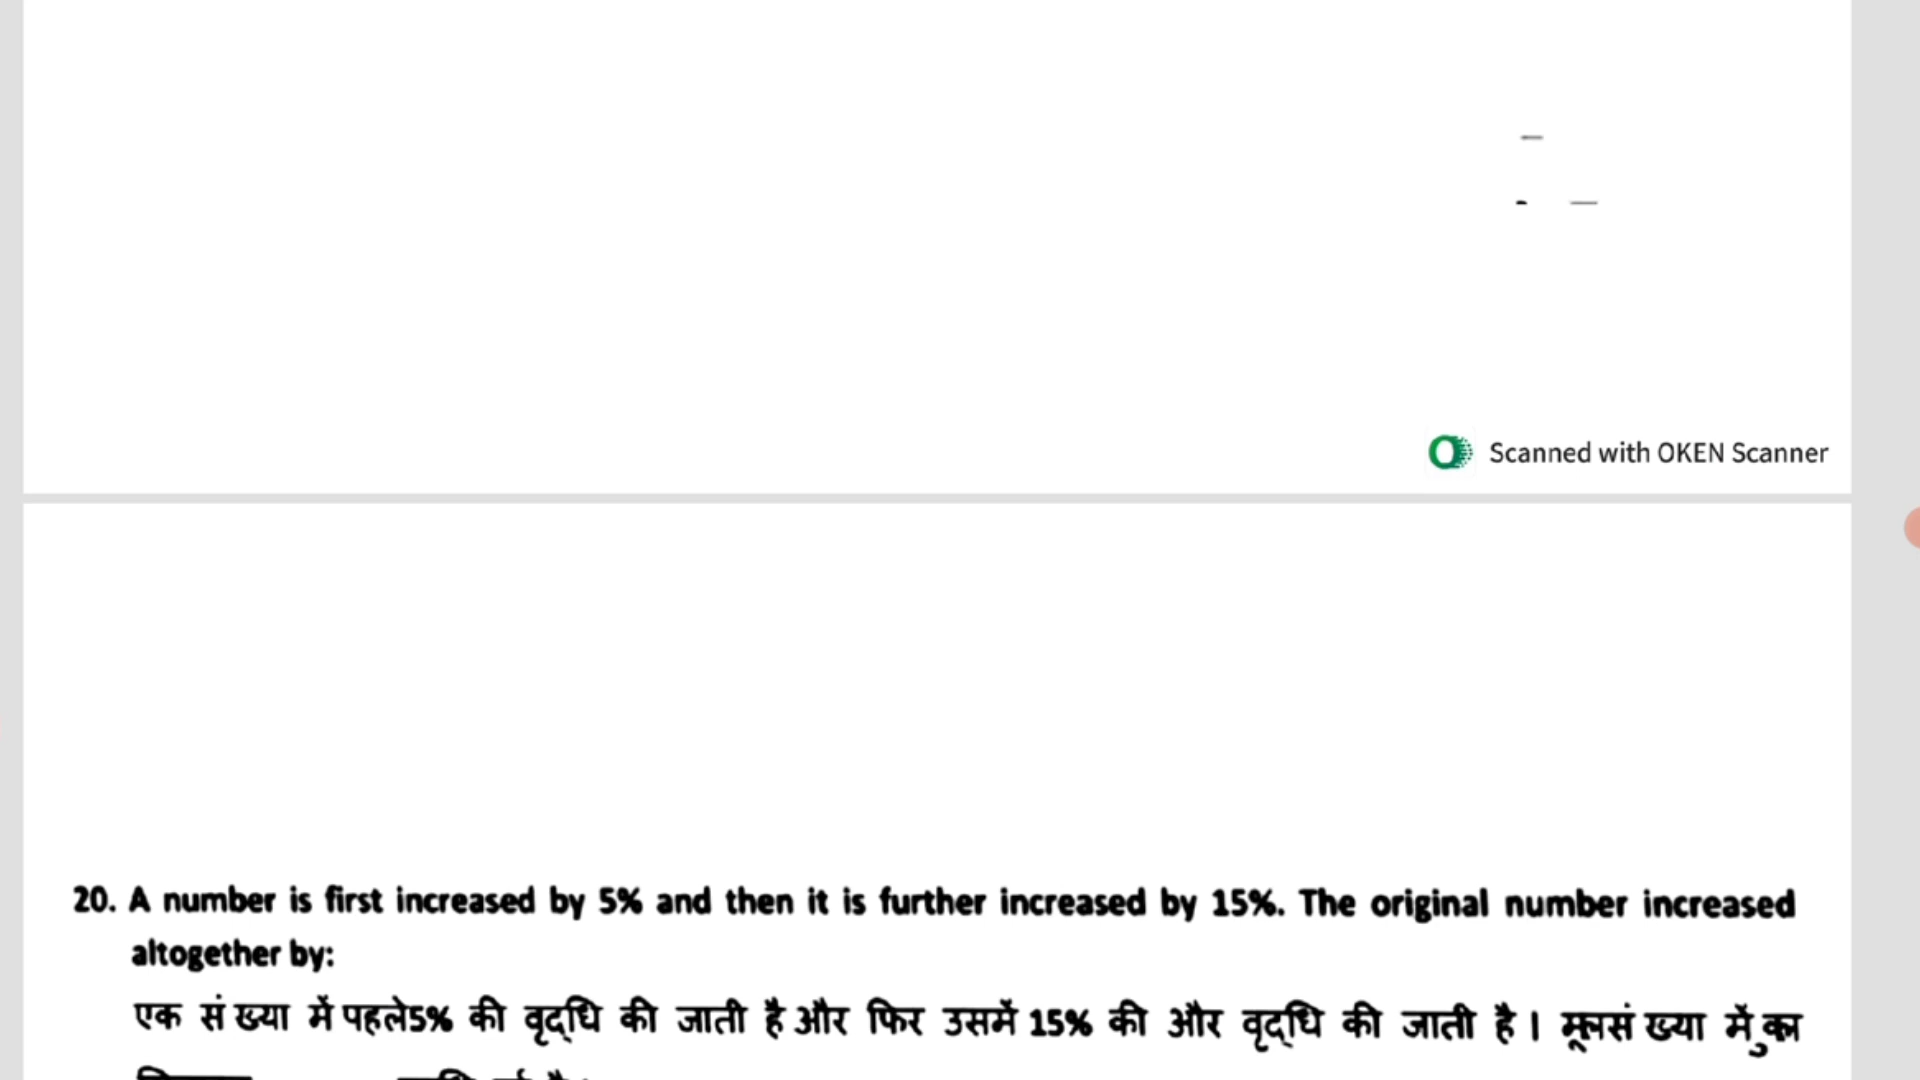 Scanned with OKEN Scanner
20. A number is first increased by 5% and then it is further increased by 15%. The original number increased
altogether by:
एक सं ख्या में पहले5% की वृद्धि की जाती है और फिर उसमें 15% की और वृद्धि की जाती है। में